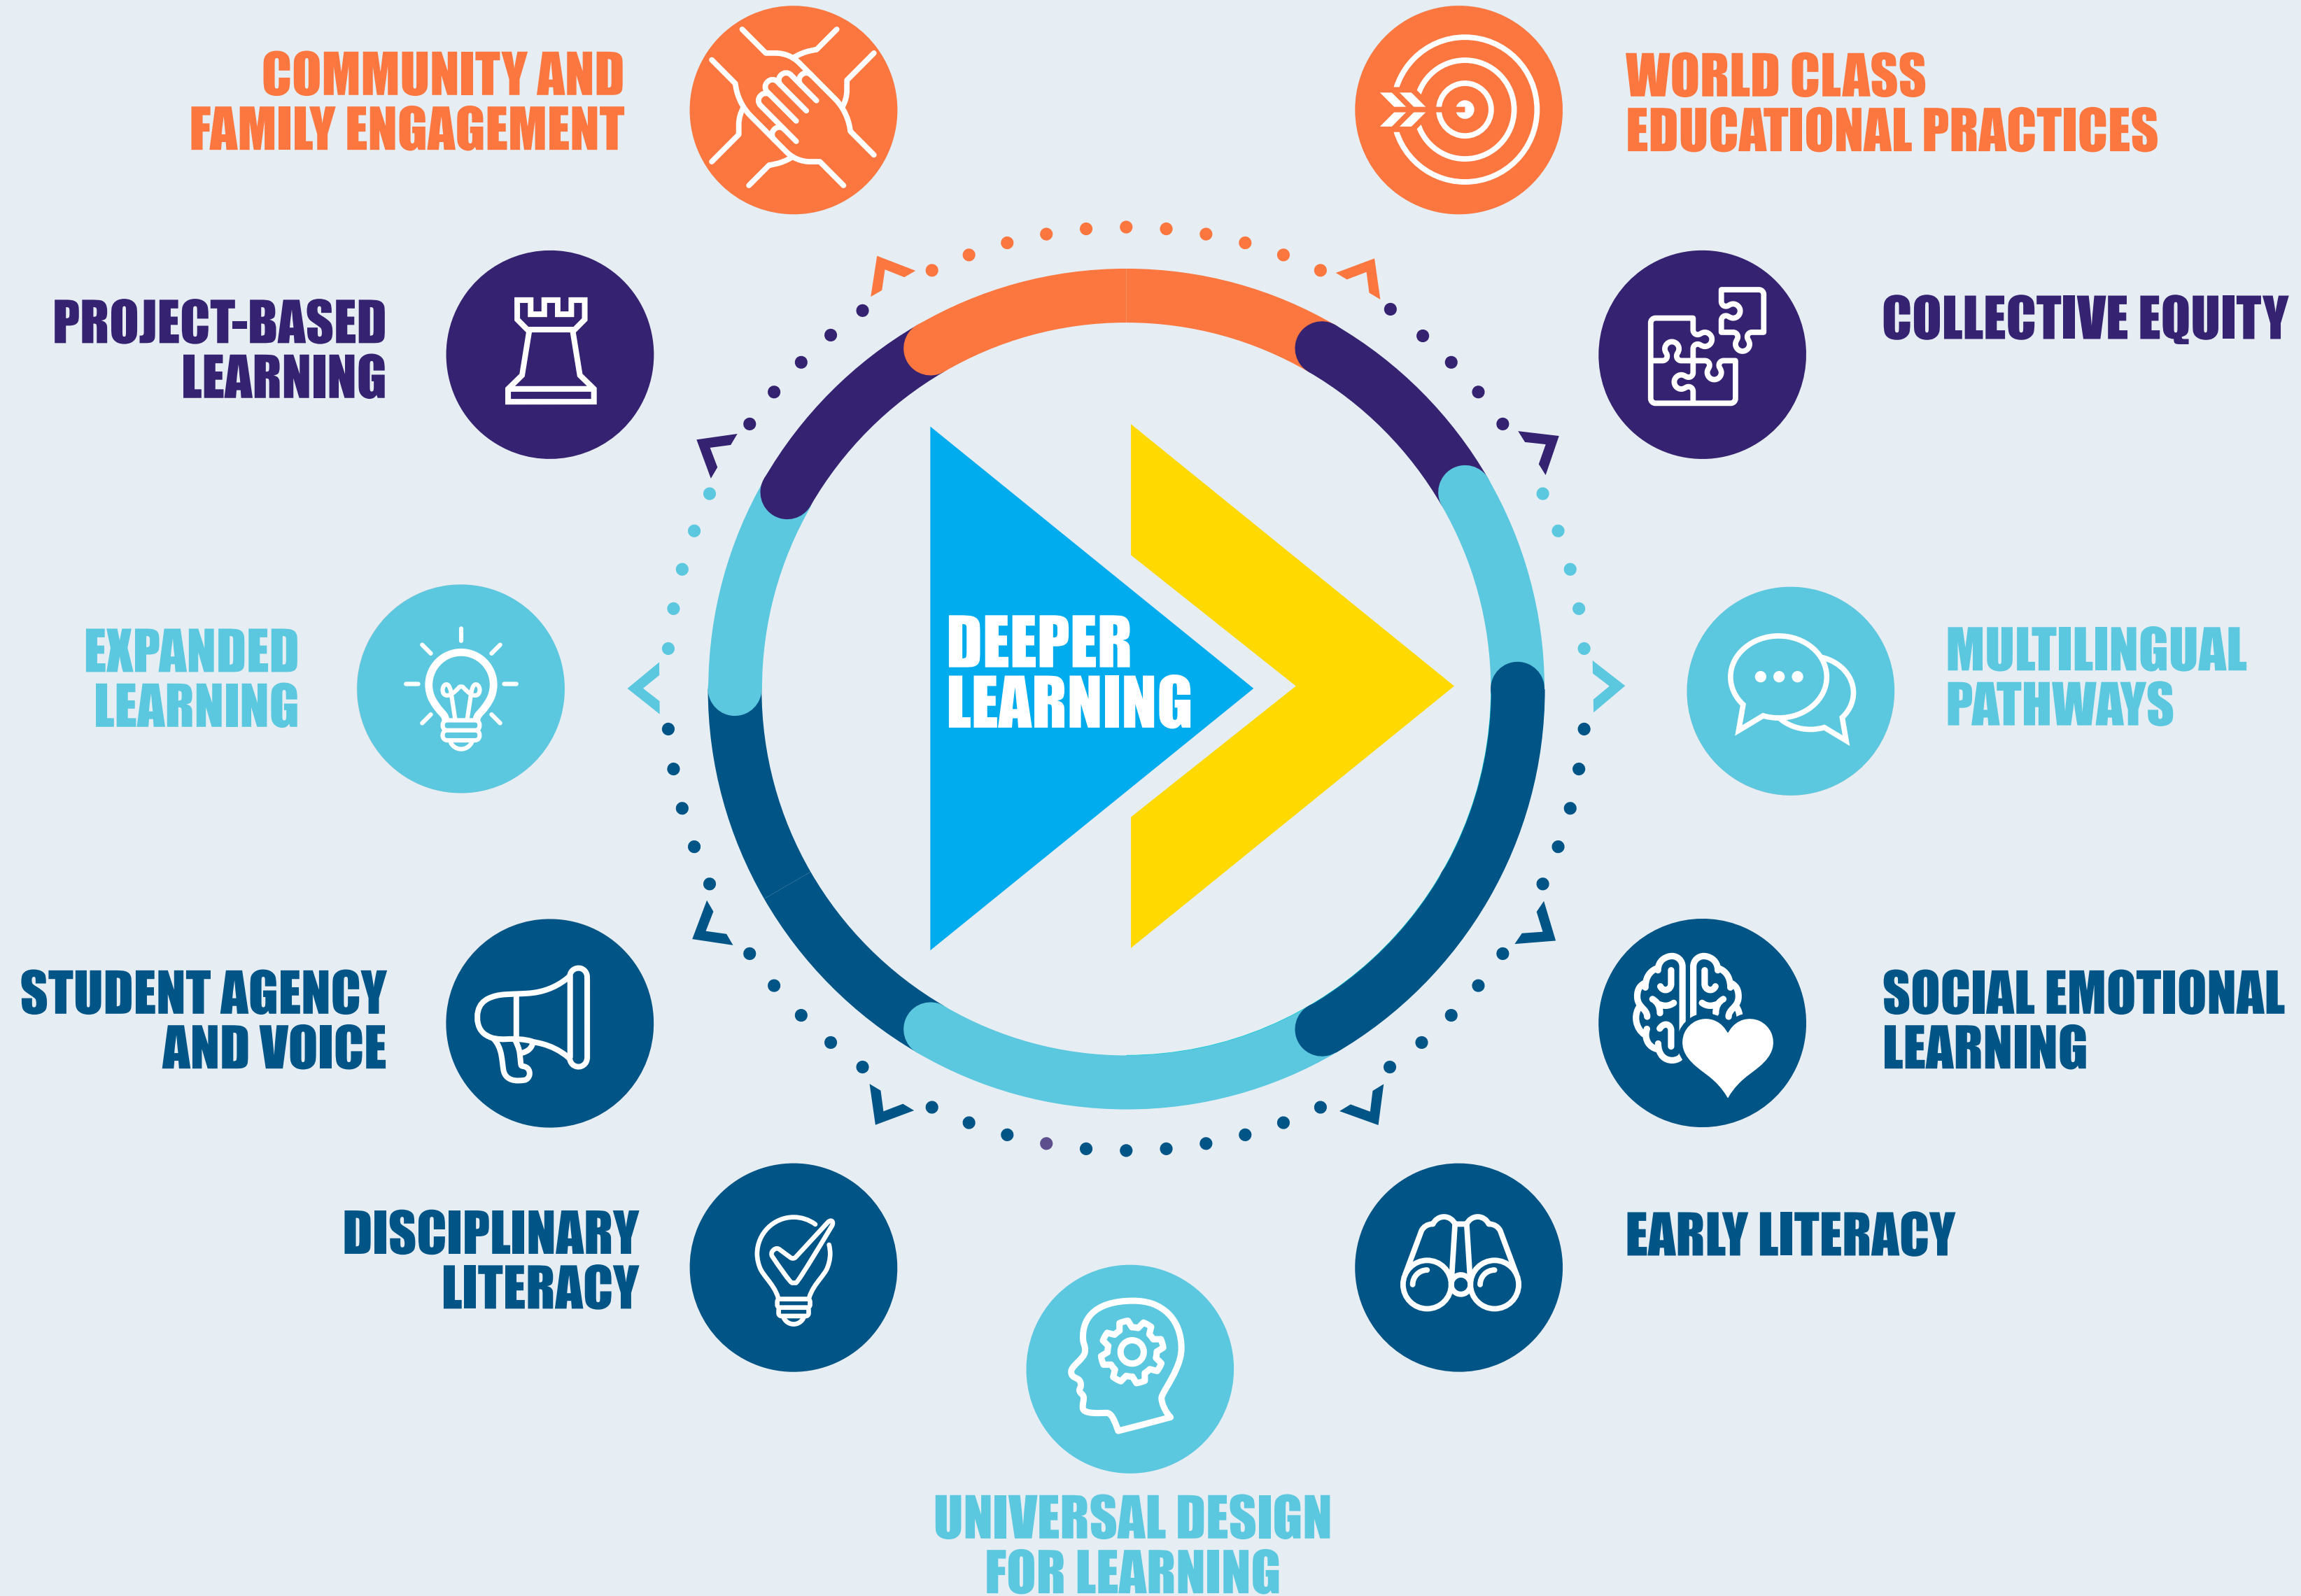 COMMUNITY AND
FAMILY ENGAGEMENT
WORLD CLASS
EDUCATIONAL PRACTICES
PROJECT-BASED
LEARNING
COLLECTIVE EQUITY
EXPANDED
LEARNING
DEEPER
LEARNING
MULTILINGUAL
PATHWAYS
STUDENT AGENCY
AND VOICE
SOCIAL EMOTIONAL
LEARNING
DISCIPLINARY
LITERACY
EARLY LITERACY
UNIVERSAL DESIGN
FOR LEARNING